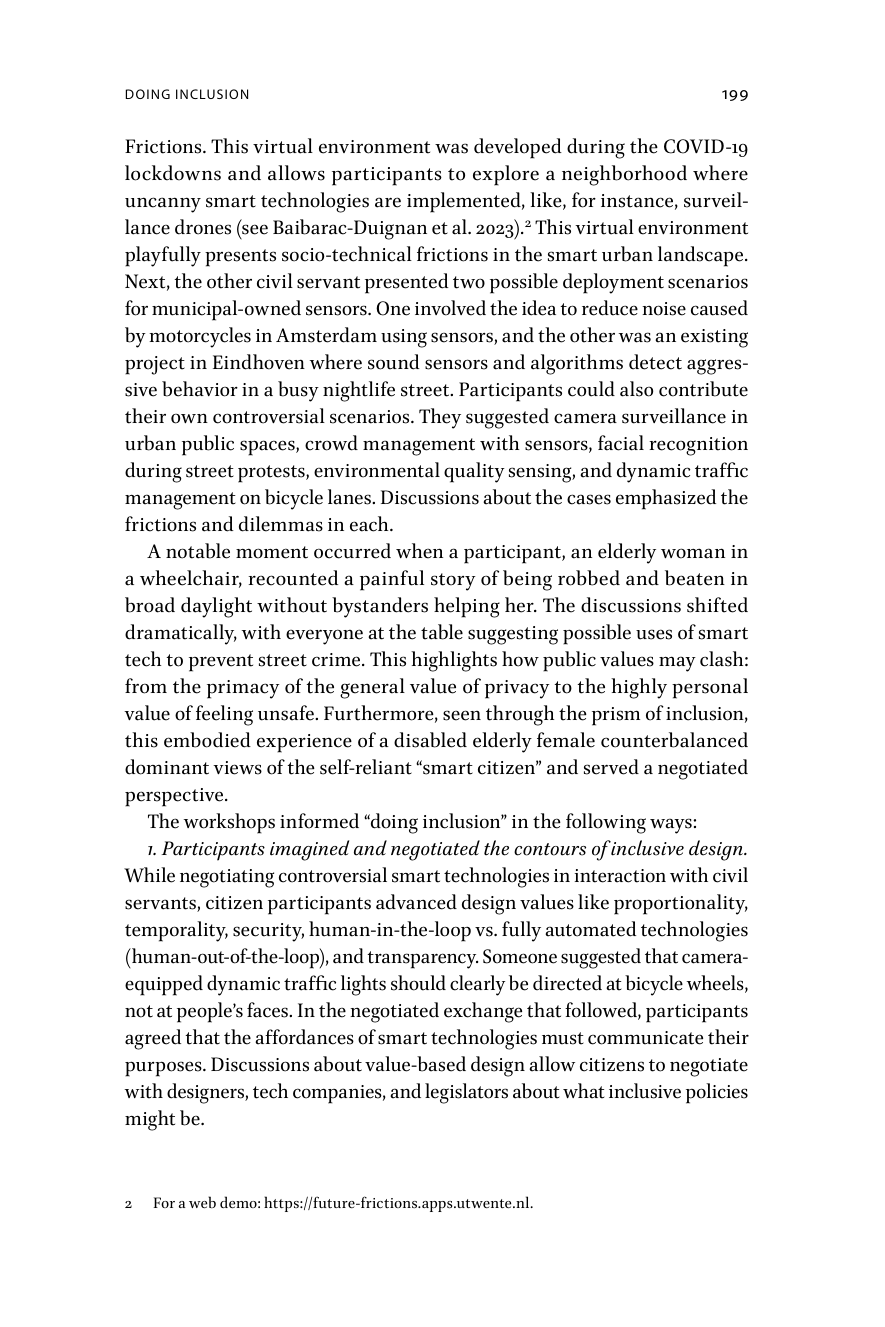 DOING INCLUSION 199
Frictions. This virtual environment was developed during the COVID-19
lockdowns and allows participants to explore a neighborhood where
uncanny smart technologies are implemented, like, for instance, surveil-
lance drones (see Baibarac-Duignan et al. 2023).² This virtual environment
playfully presents socio-technical frictions in the smart urban landscape.
Next, the other civil servant presented two possible deployment scenarios
for municipal-owned sensors. One involved the idea to reduce noise caused
by motorcycles in Amsterdam using sensors, and the other was an existing
project in Eindhoven where sound sensors and algorithms detect aggres-
sive behavior in a busy nightlife street. Participants could also contribute
their own controversial scenarios. They suggested camera surveillance in
urban public spaces, crowd management with sensors, facial recognition
during street protests, environmental quality sensing, and dynamic traffic
management on bicycle lanes. Discussions about the cases emphasized the
frictions and dilemmas in each.
A notable moment occurred when a participant, an elderly woman in
a wheelchair, recounted a painful story of being robbed and beaten in
broad daylight without bystanders helping her. The discussions shifted
dramatically, with everyone at the table suggesting possible uses of smart
tech to prevent street crime. This highlights how public values may clash:
from the primacy of the general value of privacy to the highly personal
value of feeling unsafe. Furthermore, seen through the prism of inclusion,
this embodied experience of a disabled elderly female counterbalanced
dominant views of the self-reliant “smart citizen” and served a negotiated
perspective.
The workshops informed “doing inclusion” in the following ways:
1. Participants imagined and negotiated the contours of inclusive design.
While negotiating controversial smart technologies in interaction with civil
servants, citizen participants advanced design values like proportionality,
temporality, security, human-in-the-loop vs. fully automated technologies
(human-out-of-the-loop), and transparency. Someone suggested that camera-
equipped dynamic traffic lights should clearly be directed at bicycle wheels,
not at people’s faces. In the negotiated exchange that followed, participants
agreed that the affordances of smart technologies must communicate their
purposes. Discussions about value-based design allow citizens to negotiate
with designers, tech companies, and legislators about what inclusive policies
might be.
2 For a web demo: https://future-frictions.apps.utwente.nl.